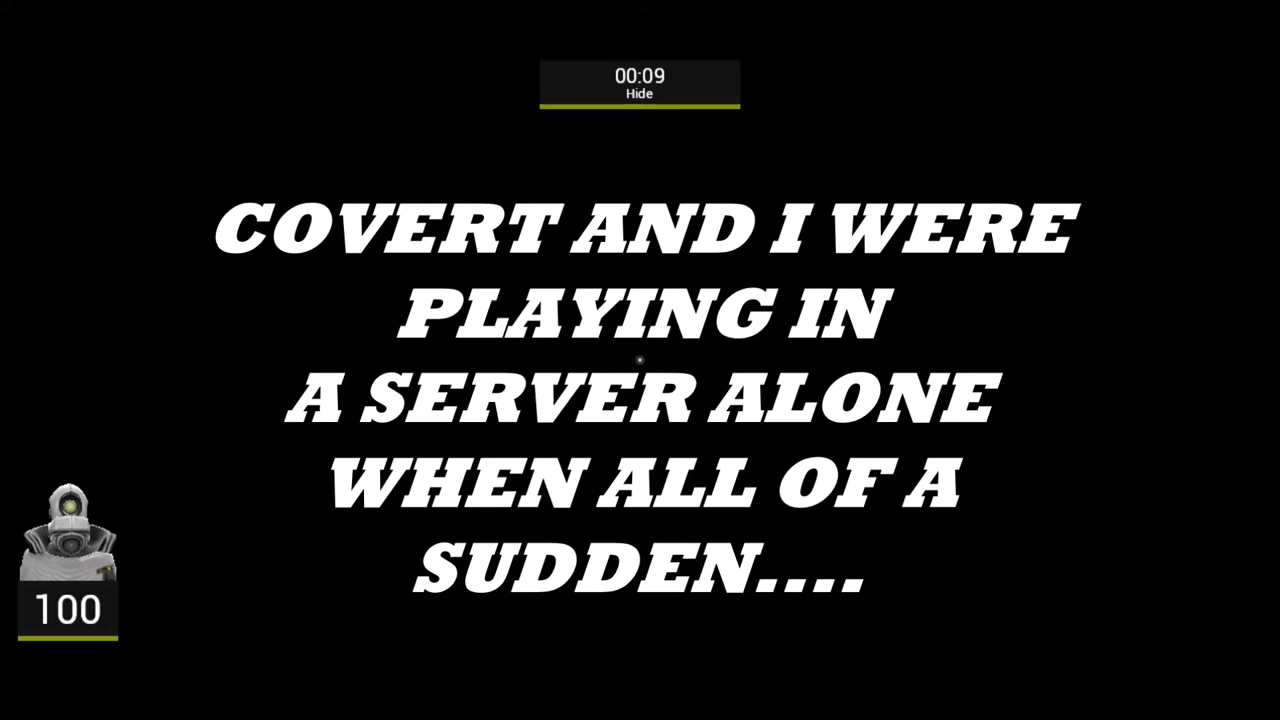 00:09
Hide
COVERT AND I WERE
PLAYING IN
A SERVER ALONE
WHEN ALL OF A
SUDDEN....
100